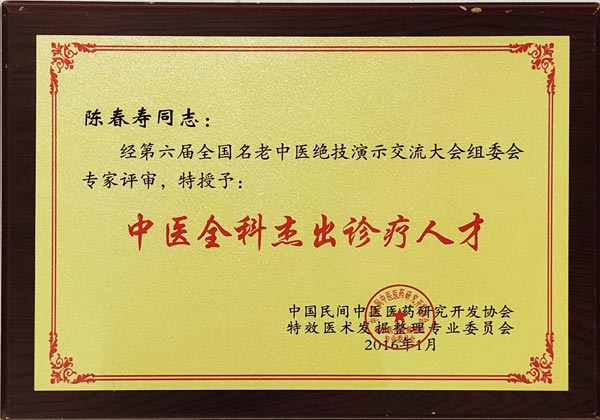 陈春寿同志：
经第六届全国名老中医绝技演示交流大会组委会
专家评审，特授予：
中医全科杰出诊疗人才
中国民间中医医药研究开发协会
特效医术发掘整理专业委员会
2016年1月